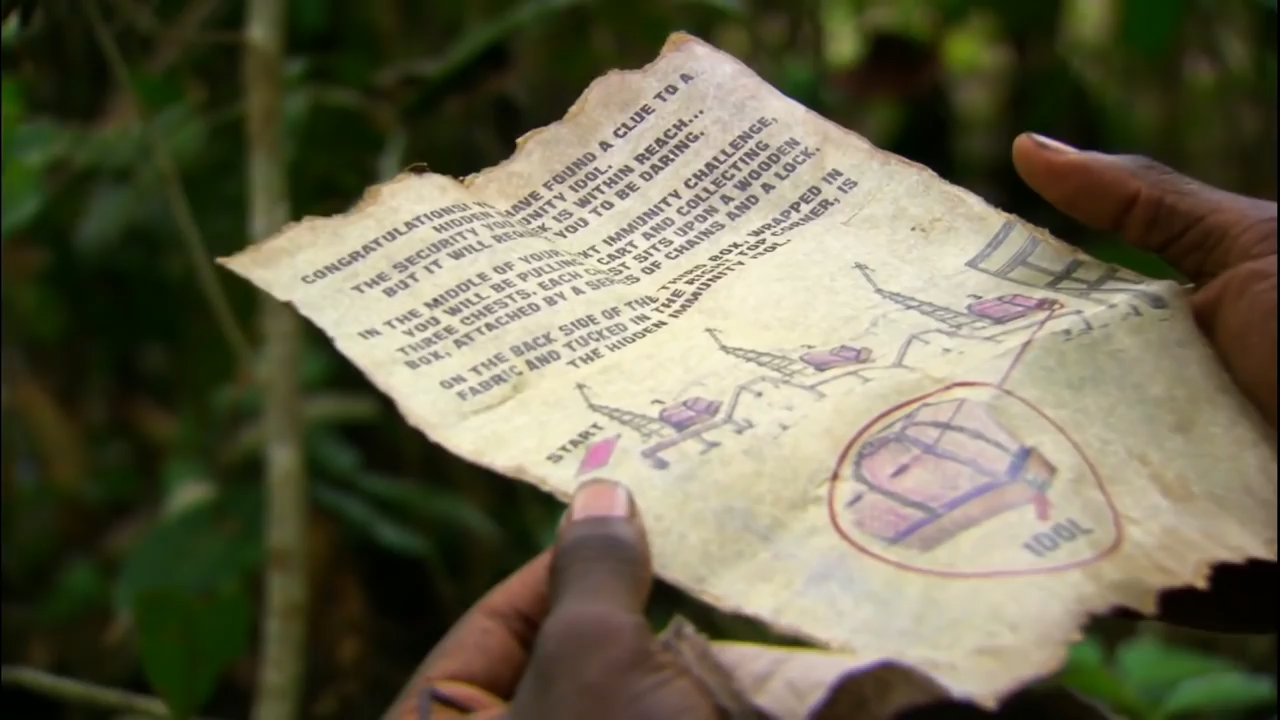 CONGRATULATIONS! HAVE FOUND A CLUE TO A
HIDDEN IMMUNITY IDOL.
THE SECURITY YOU IS WITHIN REACH...
BUT IT WILL REQUIRE YOU TO BE DARING.
IN THE MIDDLE OF YOUR NEXT IMMUNITY CHALLENGE,
YOU WILL BE PULLING A CART AND COLLECTING
THREE CHESTS. EACH CHEST SITS UPON A WOODEN
BOX, ATTACHED BY A SERIES OF CHAINS AND A LOCK.
ON THE BACK SIDE OF THE THIRD BOX, WRAPPED IN
FABRIC AND TUCKED IN THE RIGHT TOP CORNER, IS
THE HIDDEN IMMUNITY IDOL.
START
IDOL